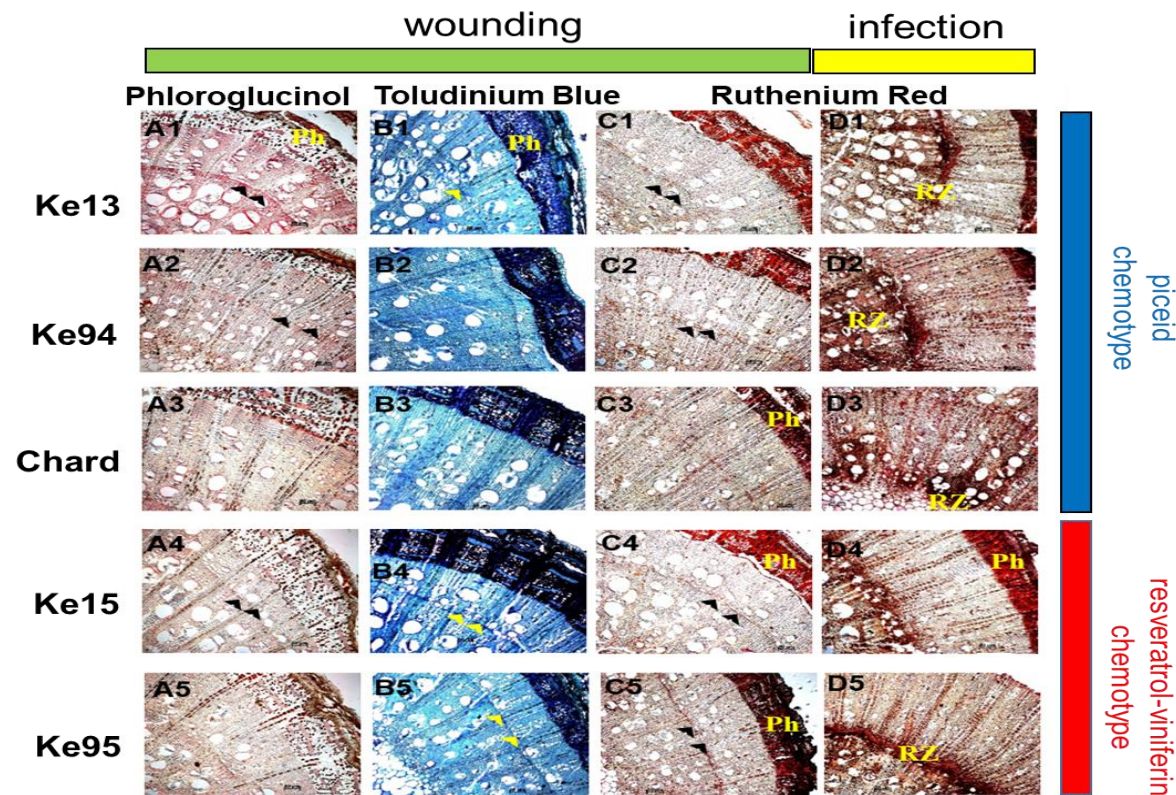 wounding infection
Phloroglucinol Toludinium Blue Ruthenium Red
A1 Ph B1 Ph C1 D1 RZ
Ke13
A2 B2 C2 D2 RZ
Ke94
A3 B3 C3 Ph D3 RZ
Chard
A4 B4 C4 Ph D4 Ph
Ke15
A5 B5 C5 Ph D5 RZ
Ke95
piceid
chemotype
resveratrol-viniferin
chemotype